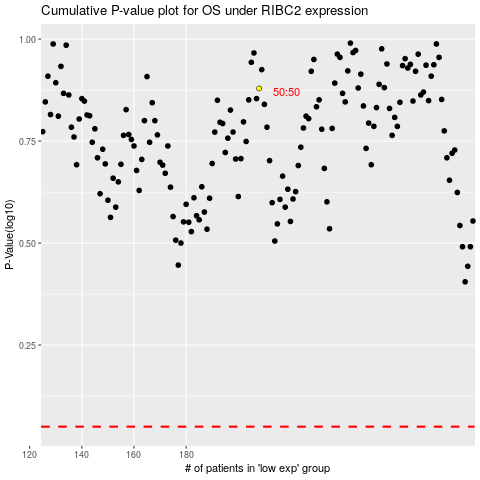 Cumulative P-value plot for OS under RIBC2 expression
1.00
50:50
0.75
P-Value(log10)
0.50
0.25
120 140 160 180
# of patients in 'low exp' group